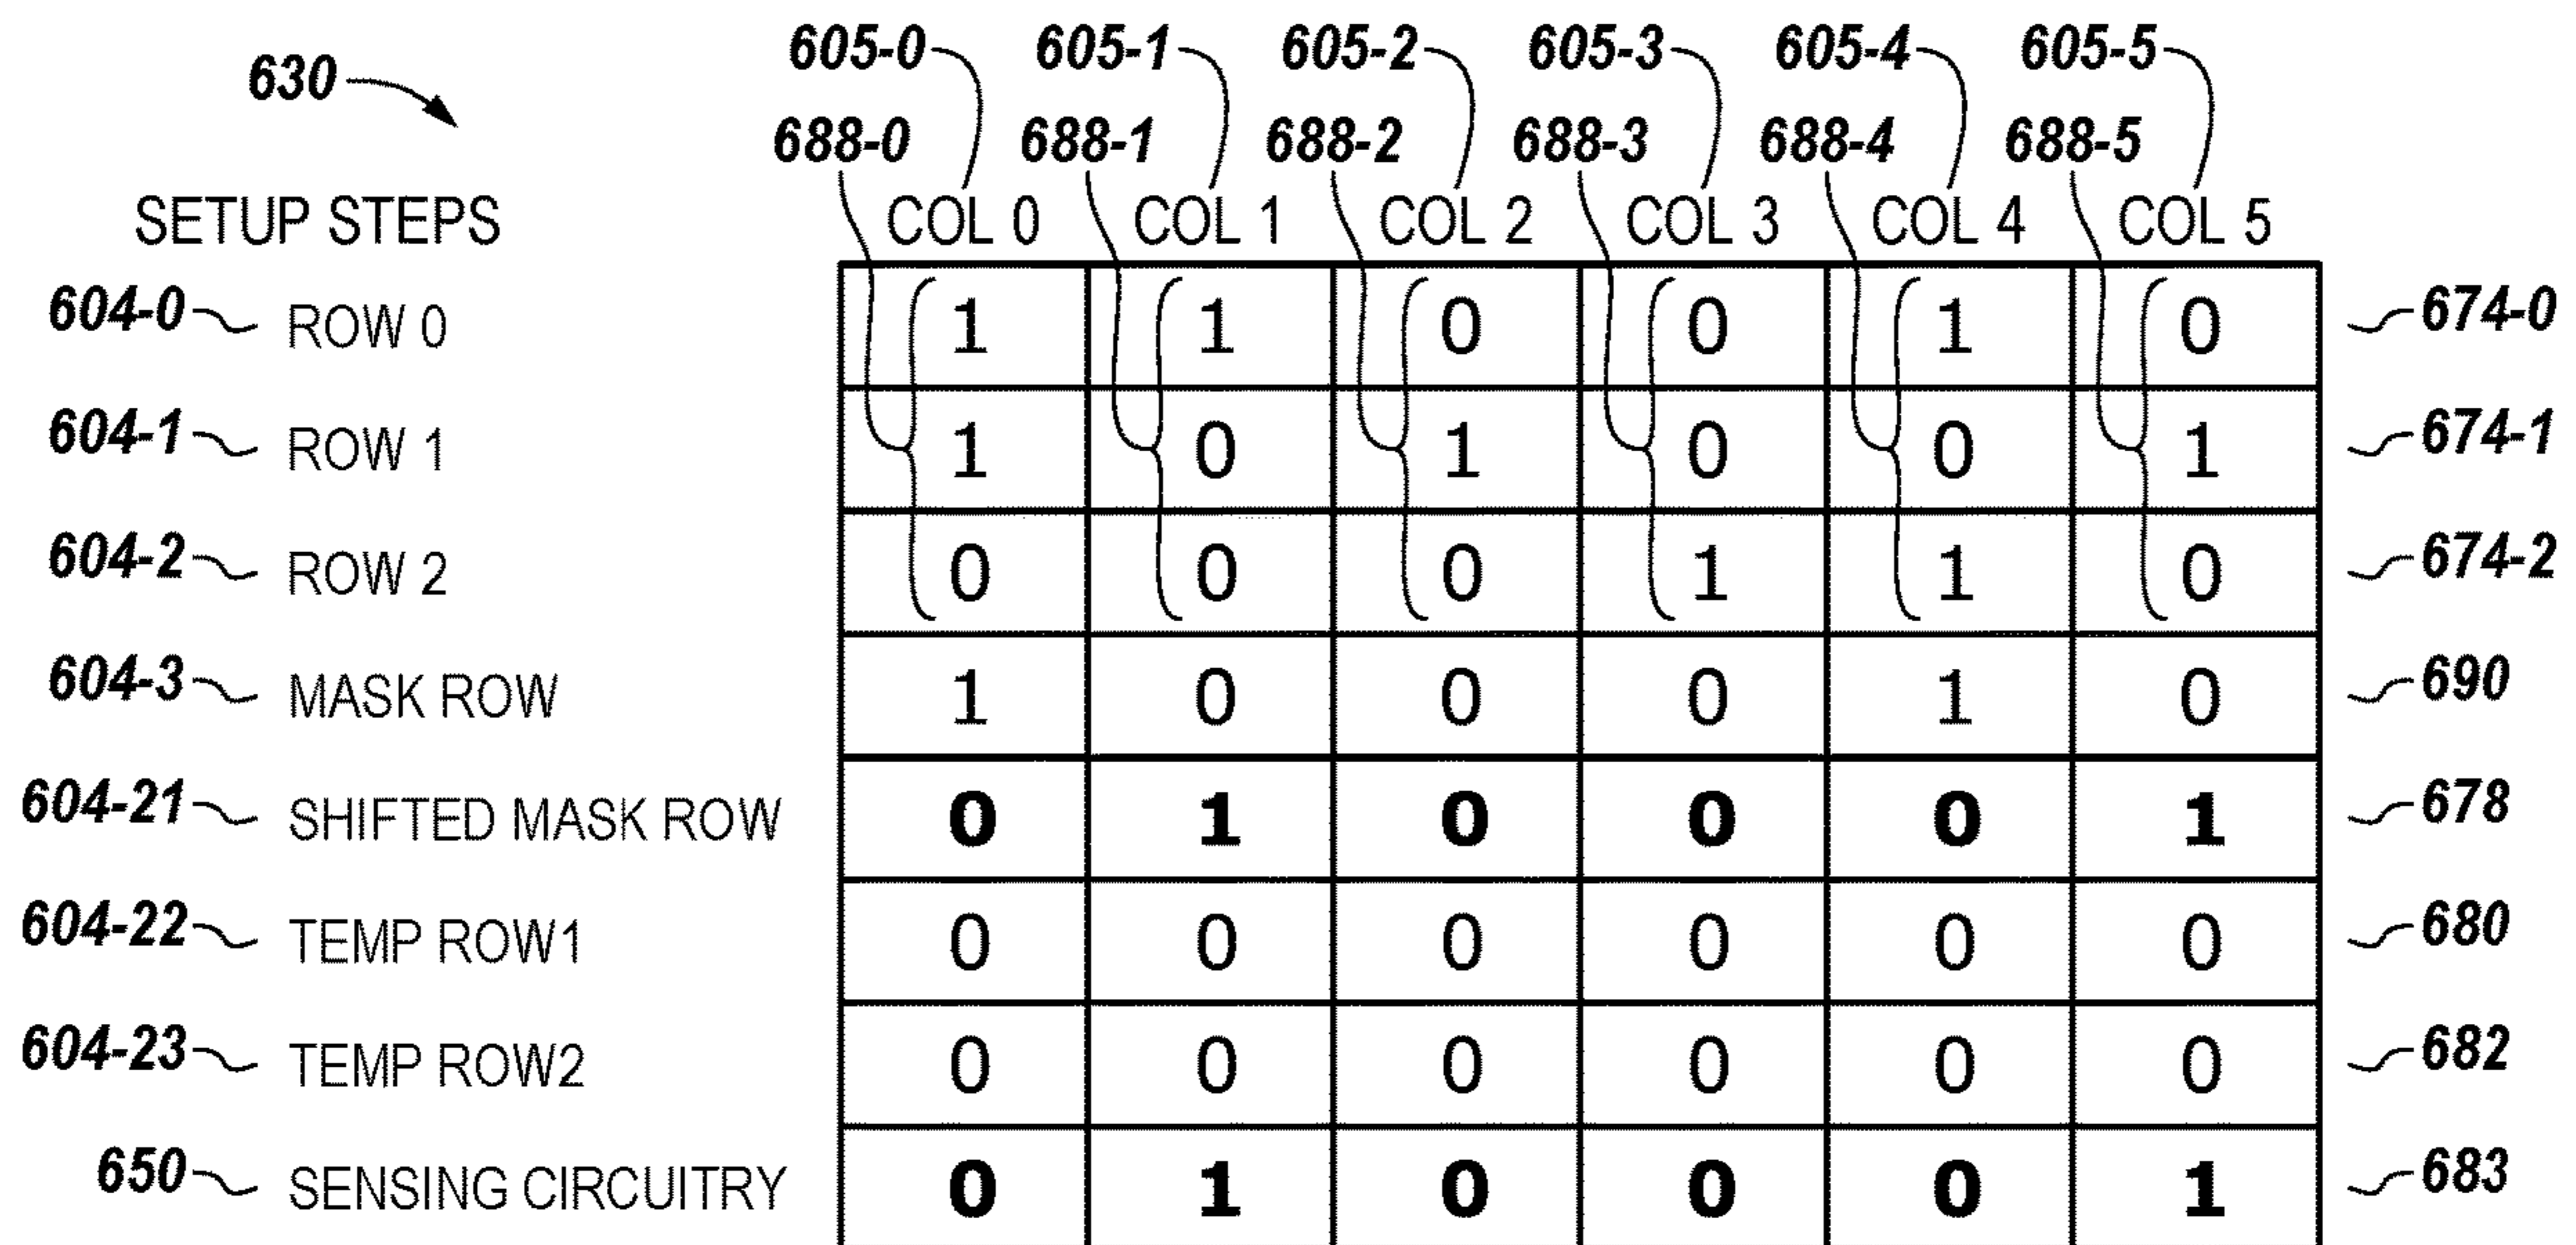 605-0 605-1 605-2 605-3 605-4 605-5
630
688-0 688-1 688-2 688-3 688-4 688-5
SETUP STEPS COL 0 COL 1 COL 2 COL 3 COL 4 COL 5
604-0 ROW 0 1 1 0 0 1 0 674-0
604-1 ROW 1 1 0 1 0 0 1 674-1
604-2 ROW 2 0 0 0 1 1 0 674-2
604-3 MASK ROW 1 0 0 0 1 0 690
604-21 SHIFTED MASK ROW 0 1 0 0 0 1 678
604-22 TEMP ROW1 0 0 0 0 0 0 680
604-23 TEMP ROW2 0 0 0 0 0 0 682
650 SENSING CIRCUITRY 0 1 0 0 0 1 683